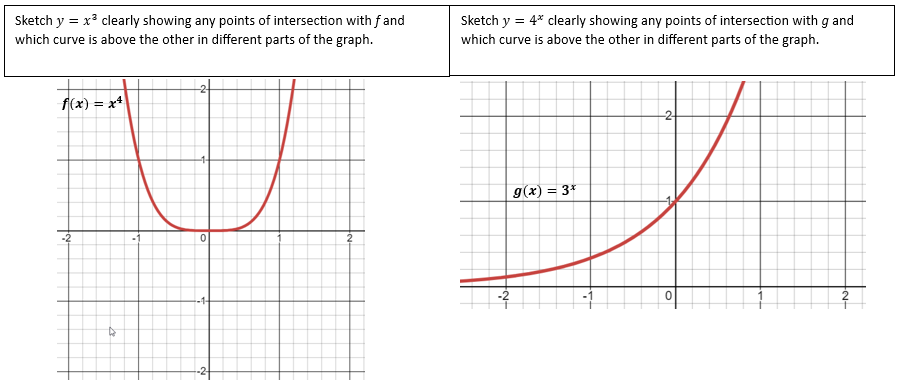 Sketch y = x³ clearly showing any points of intersection with f and
which curve is above the other in different parts of the graph.
Sketch y = 4ˣ clearly showing any points of intersection with g and
which curve is above the other in different parts of the graph.
2
f(x) = x⁴
1
-2 -1 0 1 2
-1
-2
2
g(x) = 3ˣ
1
-2 -1 0 1 2